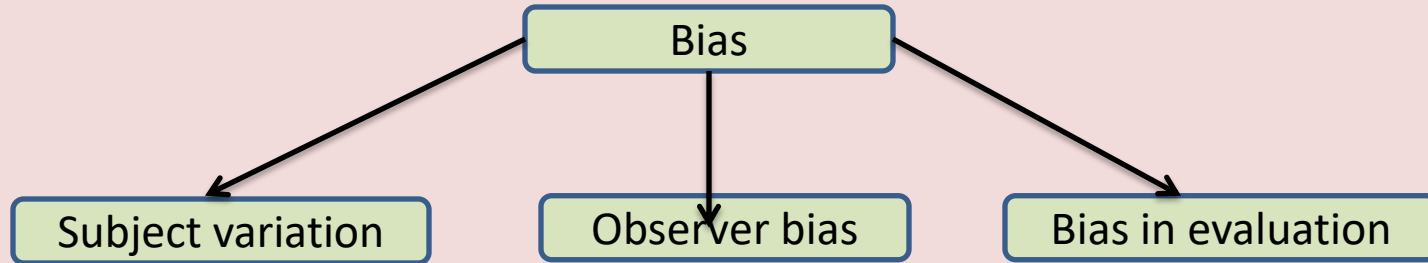 Bias
Subject variation
Observer bias
Bias in evaluation